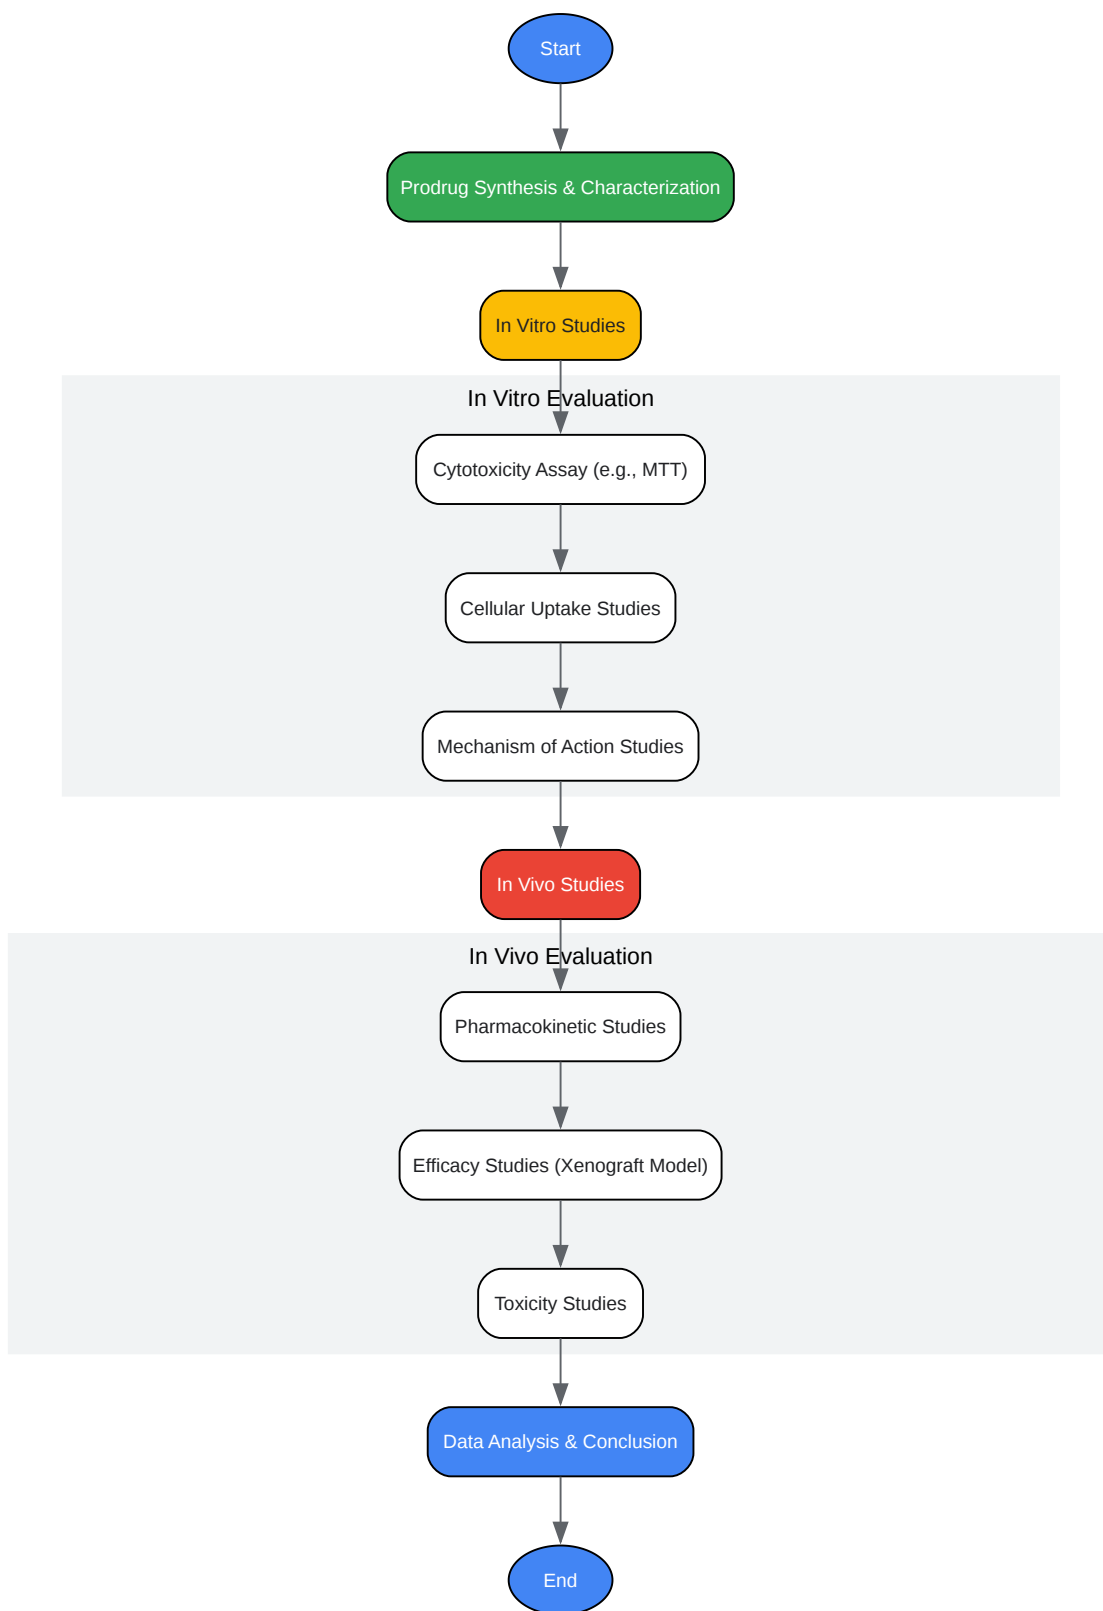 Start
Prodrug Synthesis & Characterization
In Vitro Studies
In Vitro Evaluation
Cytotoxicity Assay (e.g., MTT)
Cellular Uptake Studies
Mechanism of Action Studies
In Vivo Studies
In Vivo Evaluation
Pharmacokinetic Studies
Efficacy Studies (Xenograft Model)
Toxicity Studies
Data Analysis & Conclusion
End